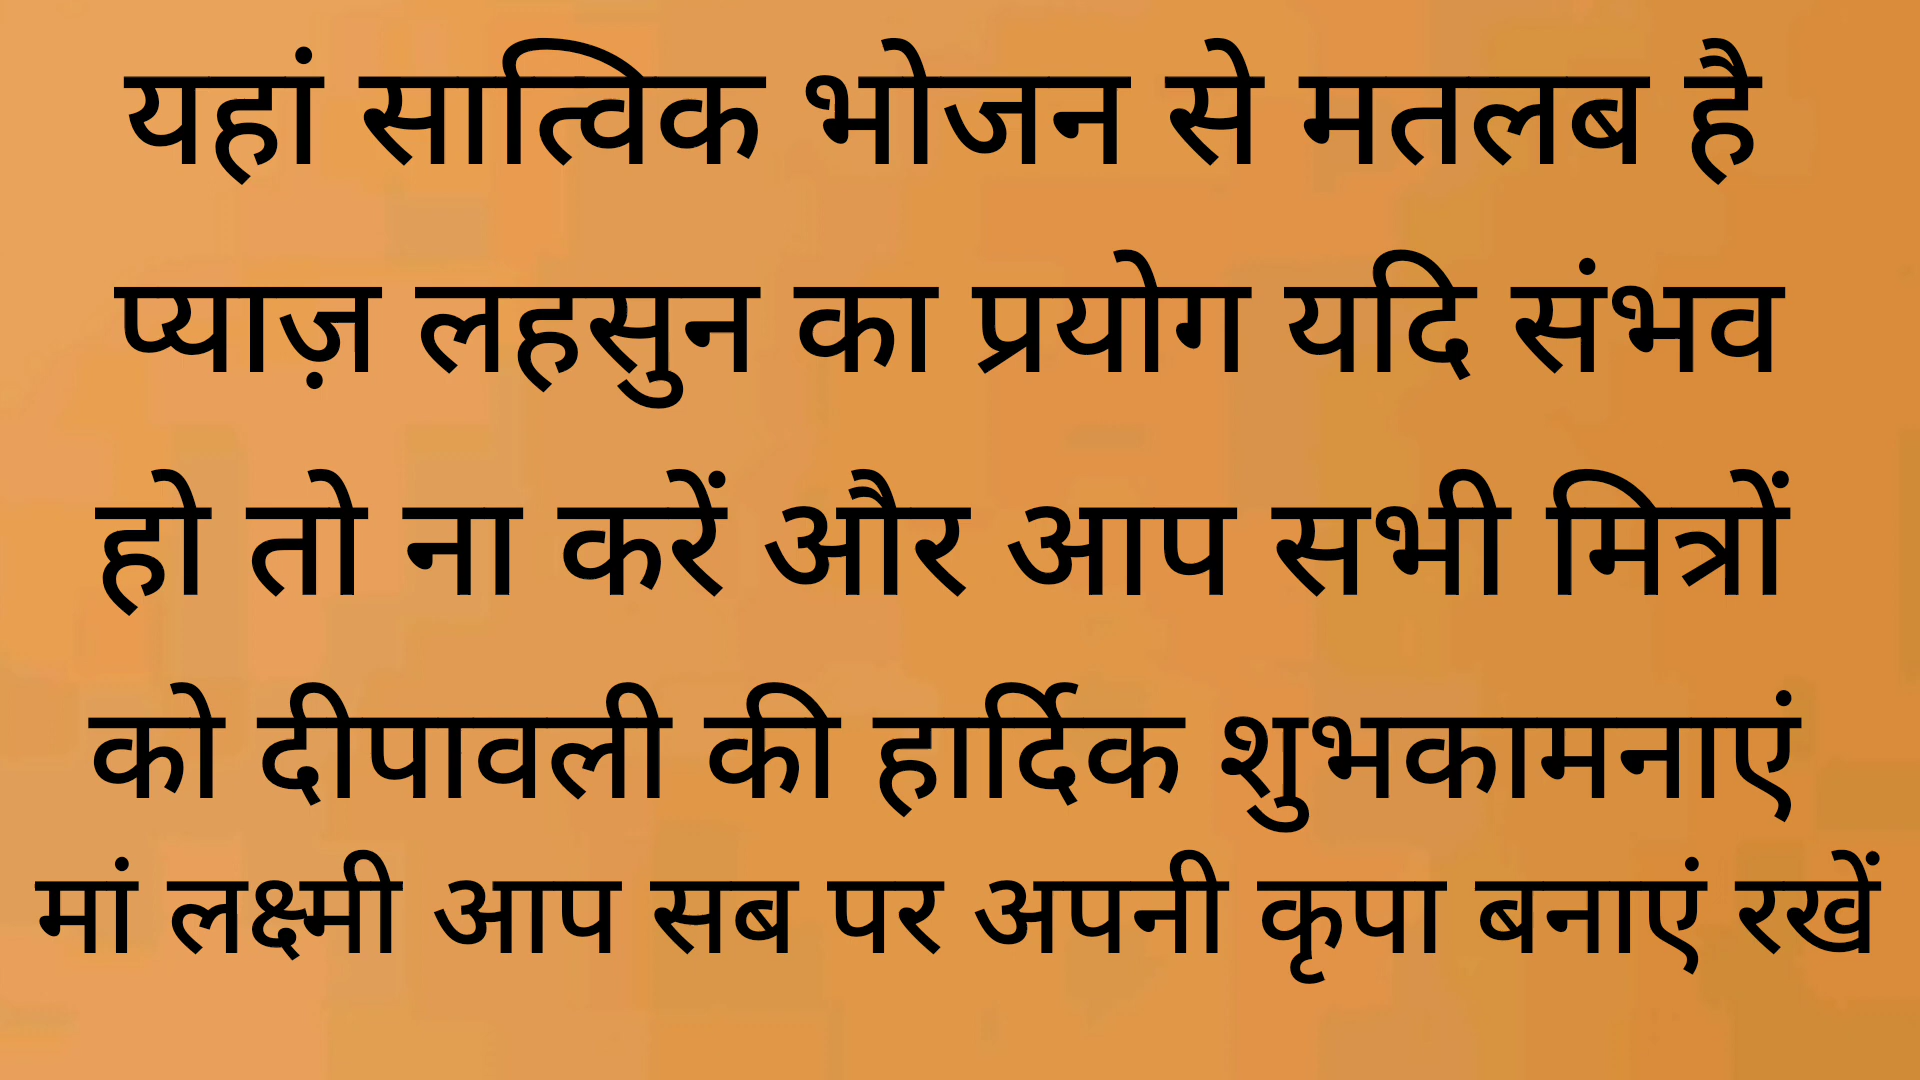 यहां सात्विक भोजन से मतलब है
प्याज़ लहसुन का प्रयोग यदि संभव
हो तो ना करें और आप सभी मित्रों
को दीपावली की हार्दिक शुभकामनाएं
मां लक्ष्मी आप सब पर अपनी कृपा बनाएं रखें